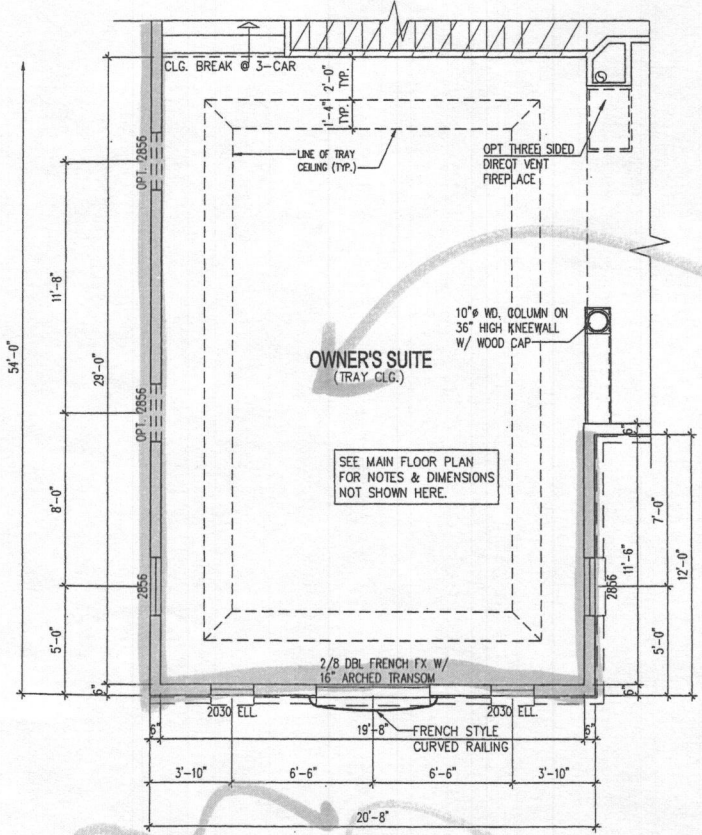 CLG. BREAK @ 3-CAR
2'-0"
TYP.
1'-4"
TYP.
LINE OF TRAY
CEILING (TYP.)
OPT THREE SIDED
DIRECT VENT
FIREPLACE
OPT. 2856
11'-8"
54'-0"
29'-0"
10"ø WD. COLUMN ON
36" HIGH KNEEWALL
W/ WOOD CAP
OWNER'S SUITE
(TRAY CLG.)
OPT. 2856
6"
SEE MAIN FLOOR PLAN
FOR NOTES & DIMENSIONS
NOT SHOWN HERE.
8'-0"
7'-0"
11'-6"
12'-0"
2856
2856
5'-0"
5'-0"
2/8 DBL FRENCH FX W/
16" ARCHED TRANSOM
6"
6"
2030 ELL.
2030 ELL.
6"
19'-8"
FRENCH STYLE
CURVED RAILING
6"
3'-10"
6'-6"
6'-6"
3'-10"
20'-8"